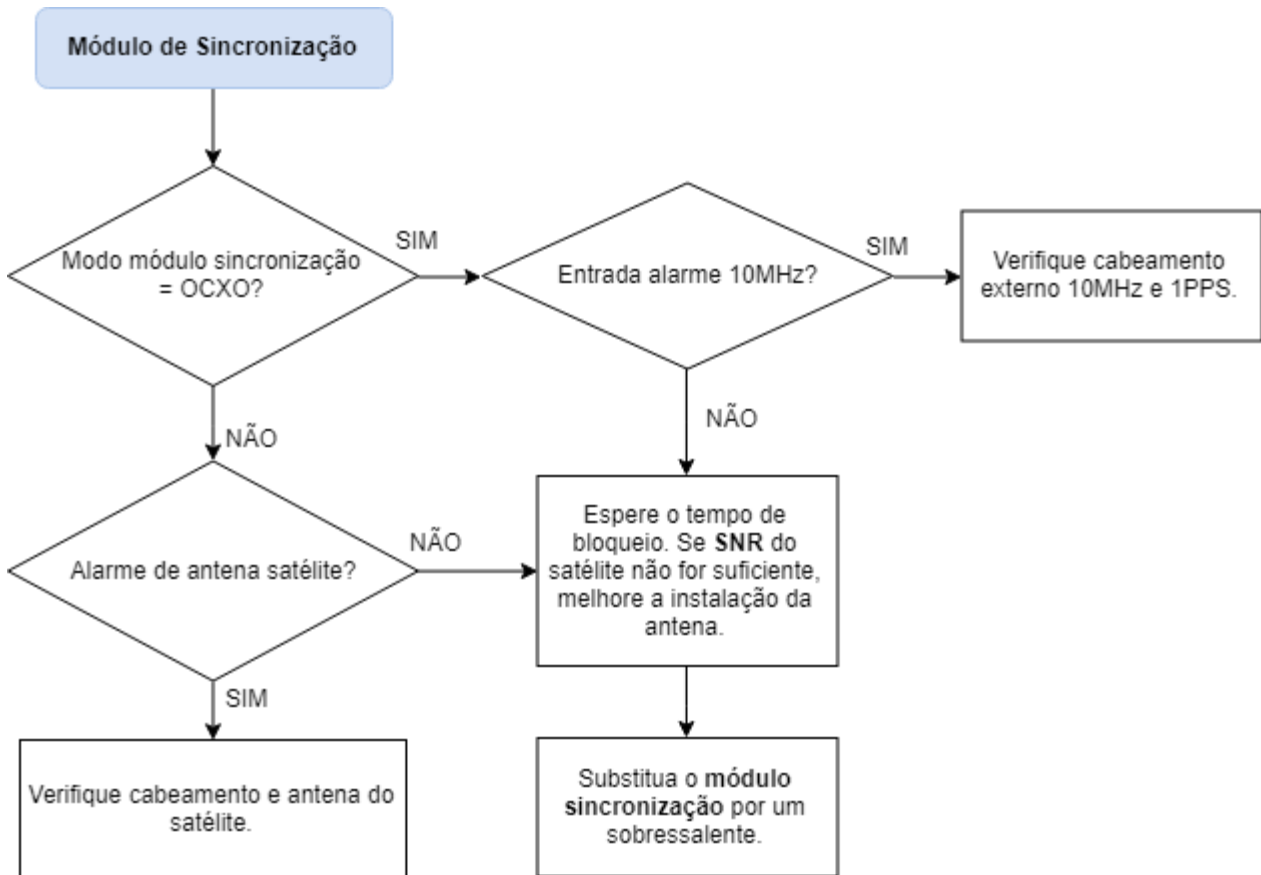 Módulo de Sincronização
Modo módulo sincronização
= OCXO?
SIM
Entrada alarme 10MHz?
SIM
Verifique cabeamento
externo 10MHz e 1PPS.
NÃO
NÃO
Alarme de antena satélite?
NÃO
Espere o tempo de
bloqueio. Se SNR do
satélite não for suficiente,
melhore a instalação da
antena.
SIM
Verifique cabeamento e antena do
satélite.
Substitua o módulo
sincronização por um
sobressalente.